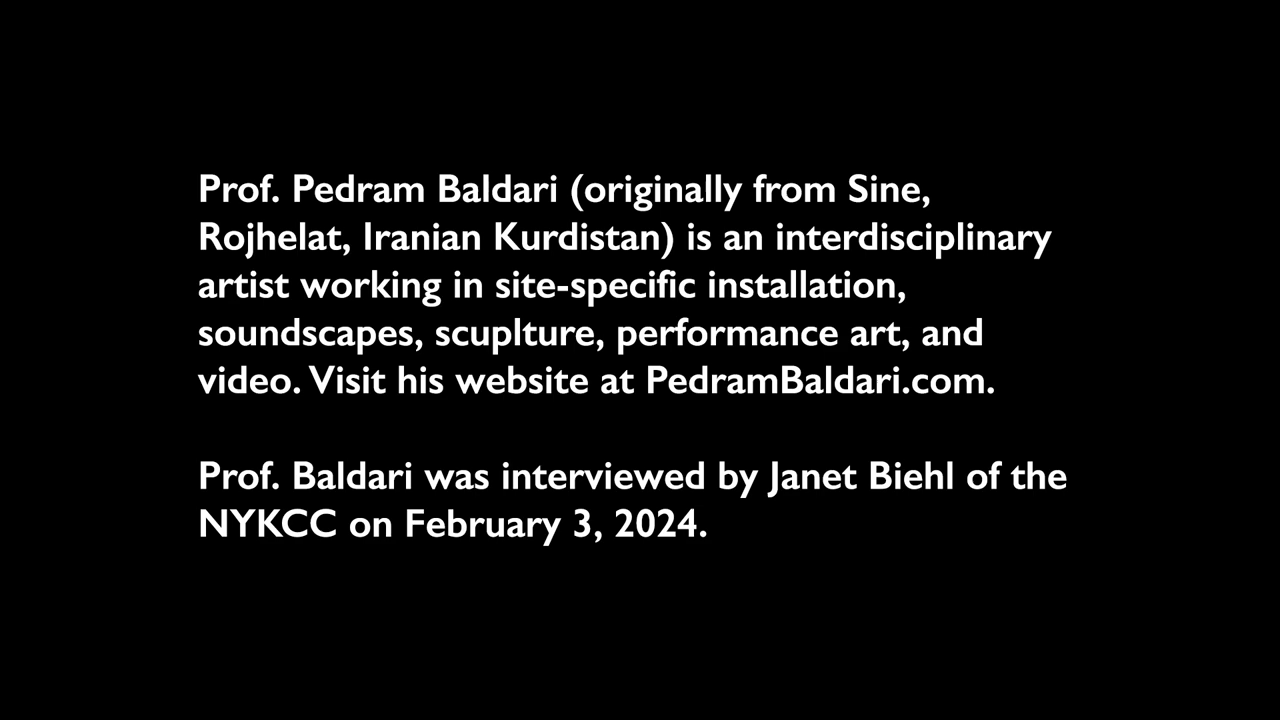 Prof. Pedram Baldari (originally from Sine,
Rojhelat, Iranian Kurdistan) is an interdisciplinary
artist working in site-specific installation,
soundscapes, scuplture, performance art, and
video. Visit his website at PedramBaldari.com.
Prof. Baldari was interviewed by Janet Biehl of the
NYKCC on February 3, 2024.